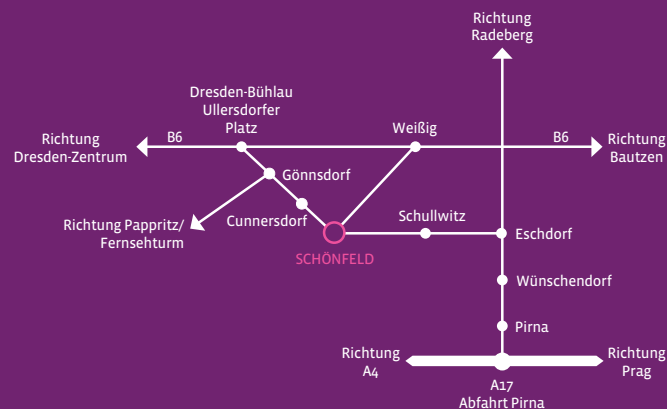 Richtung
Radeberg
Dresden-Bühlau
Ullersdorfer
Platz
Richtung
Dresden-Zentrum
B6
Weißig
B6
Richtung
Bautzen
Gönnsdorf
Cunnersdorf
Richtung Pappritz/
Fernsehturm
Schullwitz
Eschdorf
SCHÖNFELD
Wünschendorf
Pirna
Richtung
A4
Richtung
Prag
A17
Abfahrt Pirna